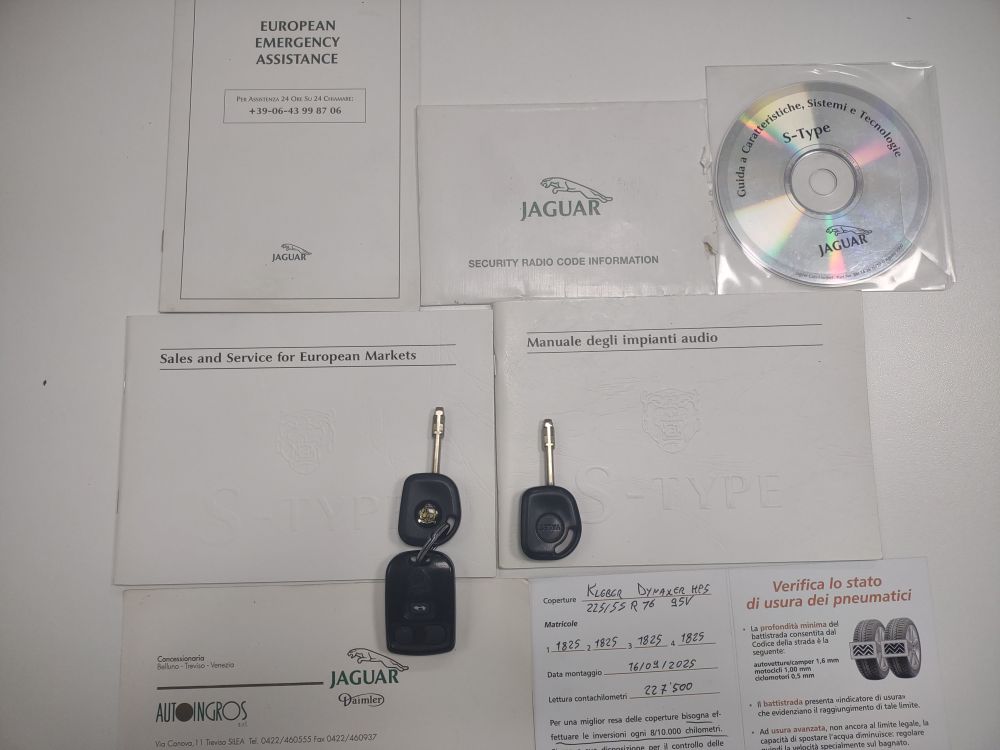 EUROPEAN
EMERGENCY
ASSISTANCE
PER ASSISTENZA 24 ORE SU 24 CHIAMARE:
+39-06-43 99 87 06
JAGUAR
JAGUAR
SECURITY RADIO CODE INFORMATION
Guida a Caratteristiche, Sistemi e Tecnologie
S-Type
JAGUAR
Sales and Service for European Markets
S-TYPE
Manuale degli impianti audio
S-TYPE
Concessionaria
Belluno - Treviso - Venezia
JAGUAR
Daimler
AUTOINGROS
s.r.l.
Via Canova, 11 Treviso SILEA Tel. 0422/460555 Fax 0422/460937
Coperture KLEBER DYNAXER HP5
225/55 R 16 95V
Matricole
1 1825 2 1825 3 1825 4 1825
Data montaggio 16/09/2025
Lettura contachilometri 227'500
Per una miglior resa delle coperture bisogna ef-
fettuare le inversioni ogni 8/10.000 chilometri.
disposizione per il controllo delle
Verifica lo stato
di usura dei pneumatici
• La profondità minima del
battistrada consentita dal
Codice della strada è la
seguente:
autovetture/camper 1,6 mm
motocicli 1,00 mm
ciclomotori 0,5 mm
• Il battistrada presenta «indicatore di usura»
che evidenziano il raggiungimento di tale limite.
• Ad usura avanzata, non ancora al limite legale, la
capacità di spostare l'acqua diminuisce: regolare
quindi la velocità specialmente sul bagnato.